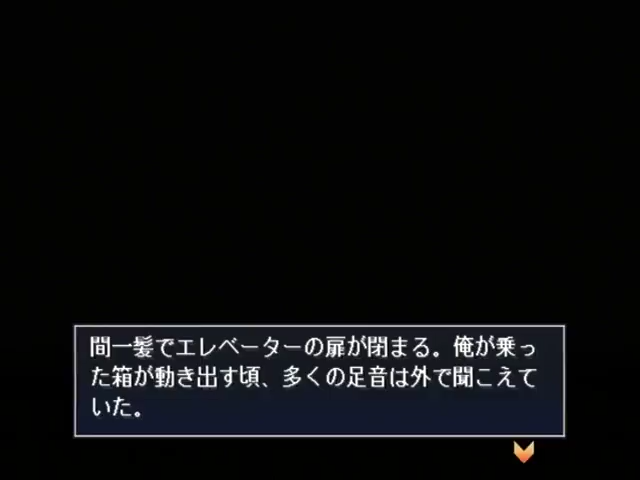 間一髪でエレベーターの扉が閉まる。俺が乗っ
た箱が動き出す頃、多くの足音は外で聞こえて
いた。